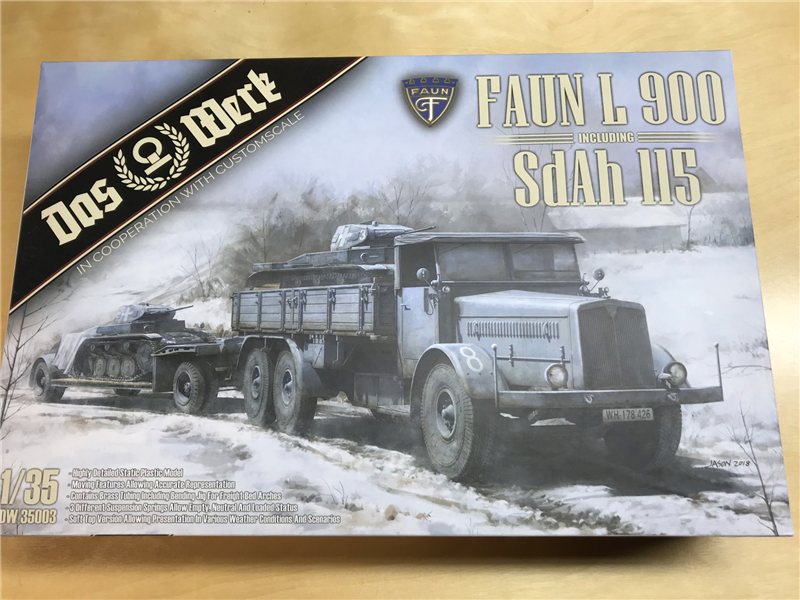 Das Werk
IN COOPERATION WITH CUSTOMSCALE
FAUN
F
FAUN L 900
INCLUDING
SdAh 115
8
WH-178.426
JASON 2018
1/35
DW 35003
- Highly Detailed Static Plastic Model
- Moving Features Allowing Accurate Representation
- Contains Brass Tubing Including Bending Jig For Freight Bed Arches
- 3 Different Suspension Springs Allow Empty, Neutral And Loaded Status
- Soft Top Version Allowing Presentation In Various Weather Conditions And Scenarios